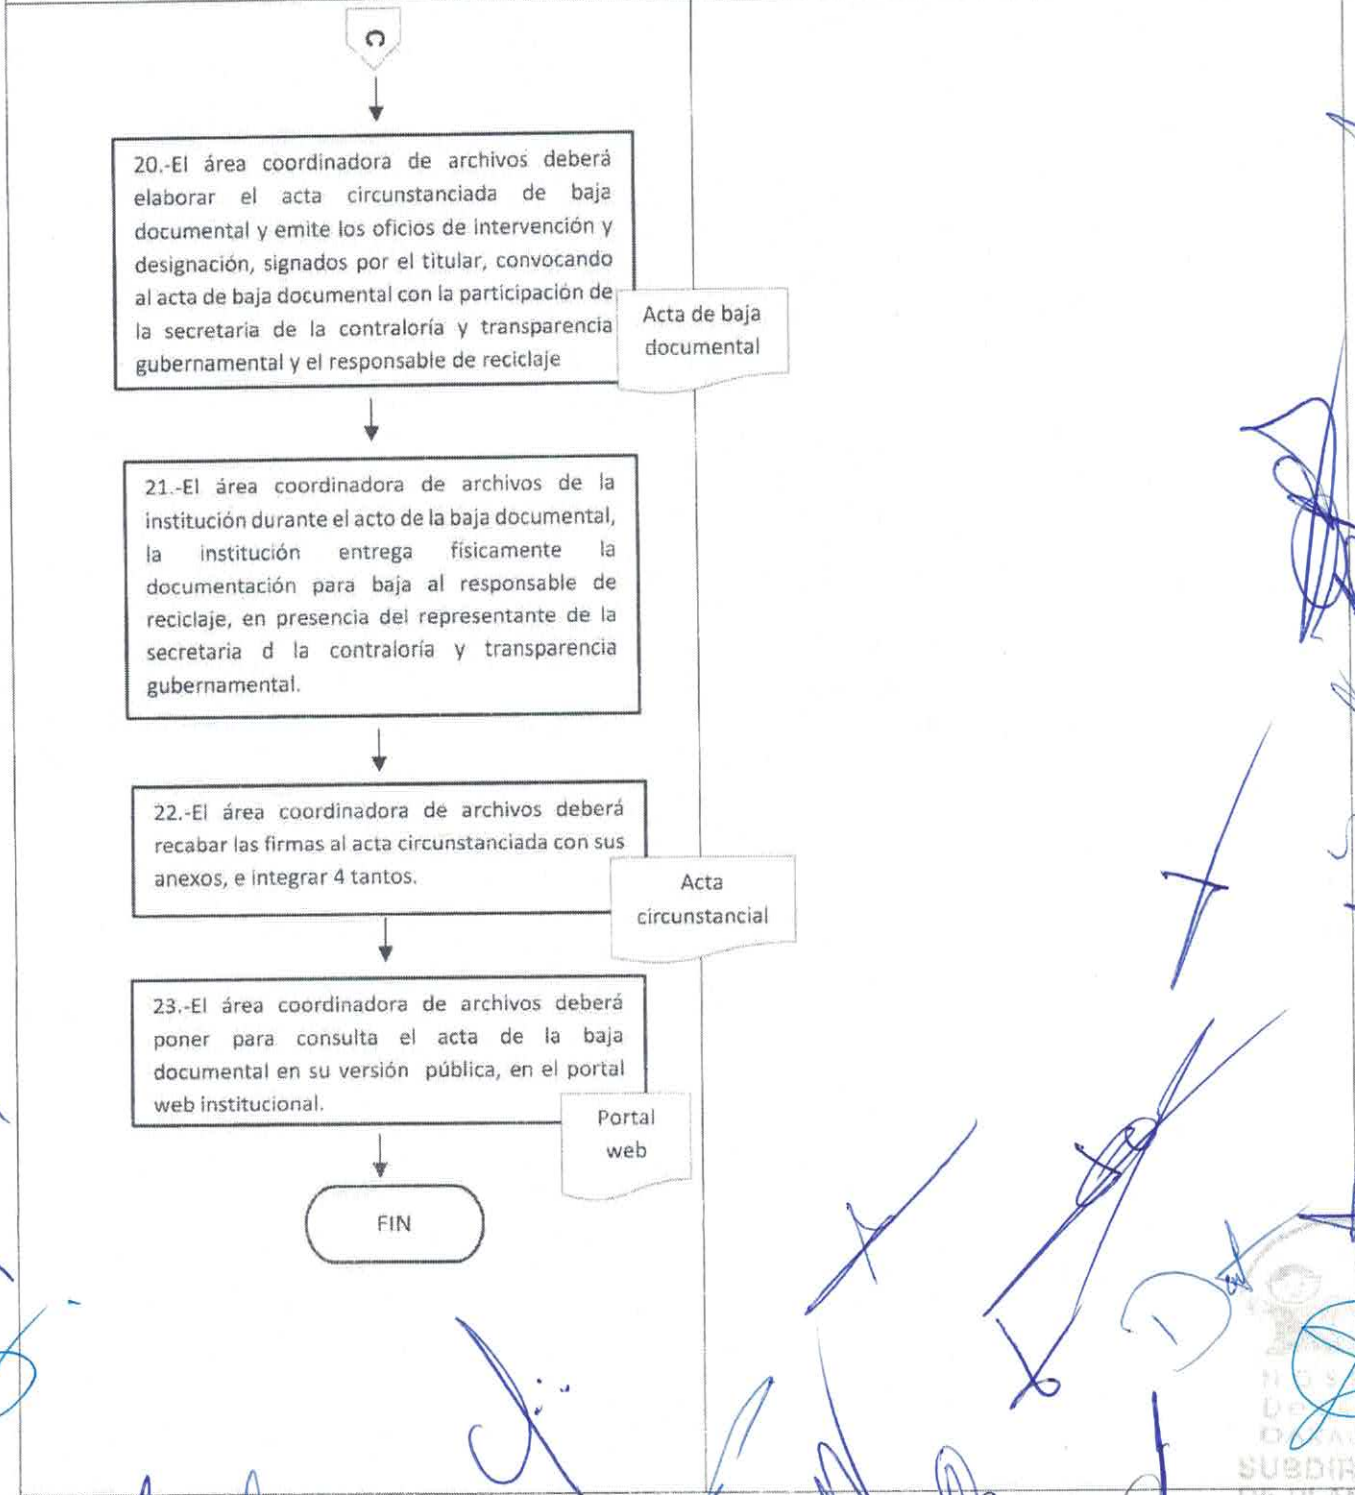 C
20.-El área coordinadora de archivos deberá
elaborar el acta circunstanciada de baja
documental y emite los oficios de intervención y
designación, signados por el titular, convocando
al acta de baja documental con la participación de
la secretaria de la contraloría y transparencia
gubernamental y el responsable de reciclaje
Acta de baja
documental
21.-El área coordinadora de archivos de la
institución durante el acto de la baja documental,
la institución entrega físicamente la
documentación para baja al responsable de
reciclaje, en presencia del representante de la
secretaria d la contraloría y transparencia
gubernamental.
22.-El área coordinadora de archivos deberá
recabar las firmas al acta circunstanciada con sus
anexos, e integrar 4 tantos.
Acta
circunstancial
23.-El área coordinadora de archivos deberá
poner para consulta el acta de la baja
documental en su versión pública, en el portal
web institucional.
Portal
web
FIN